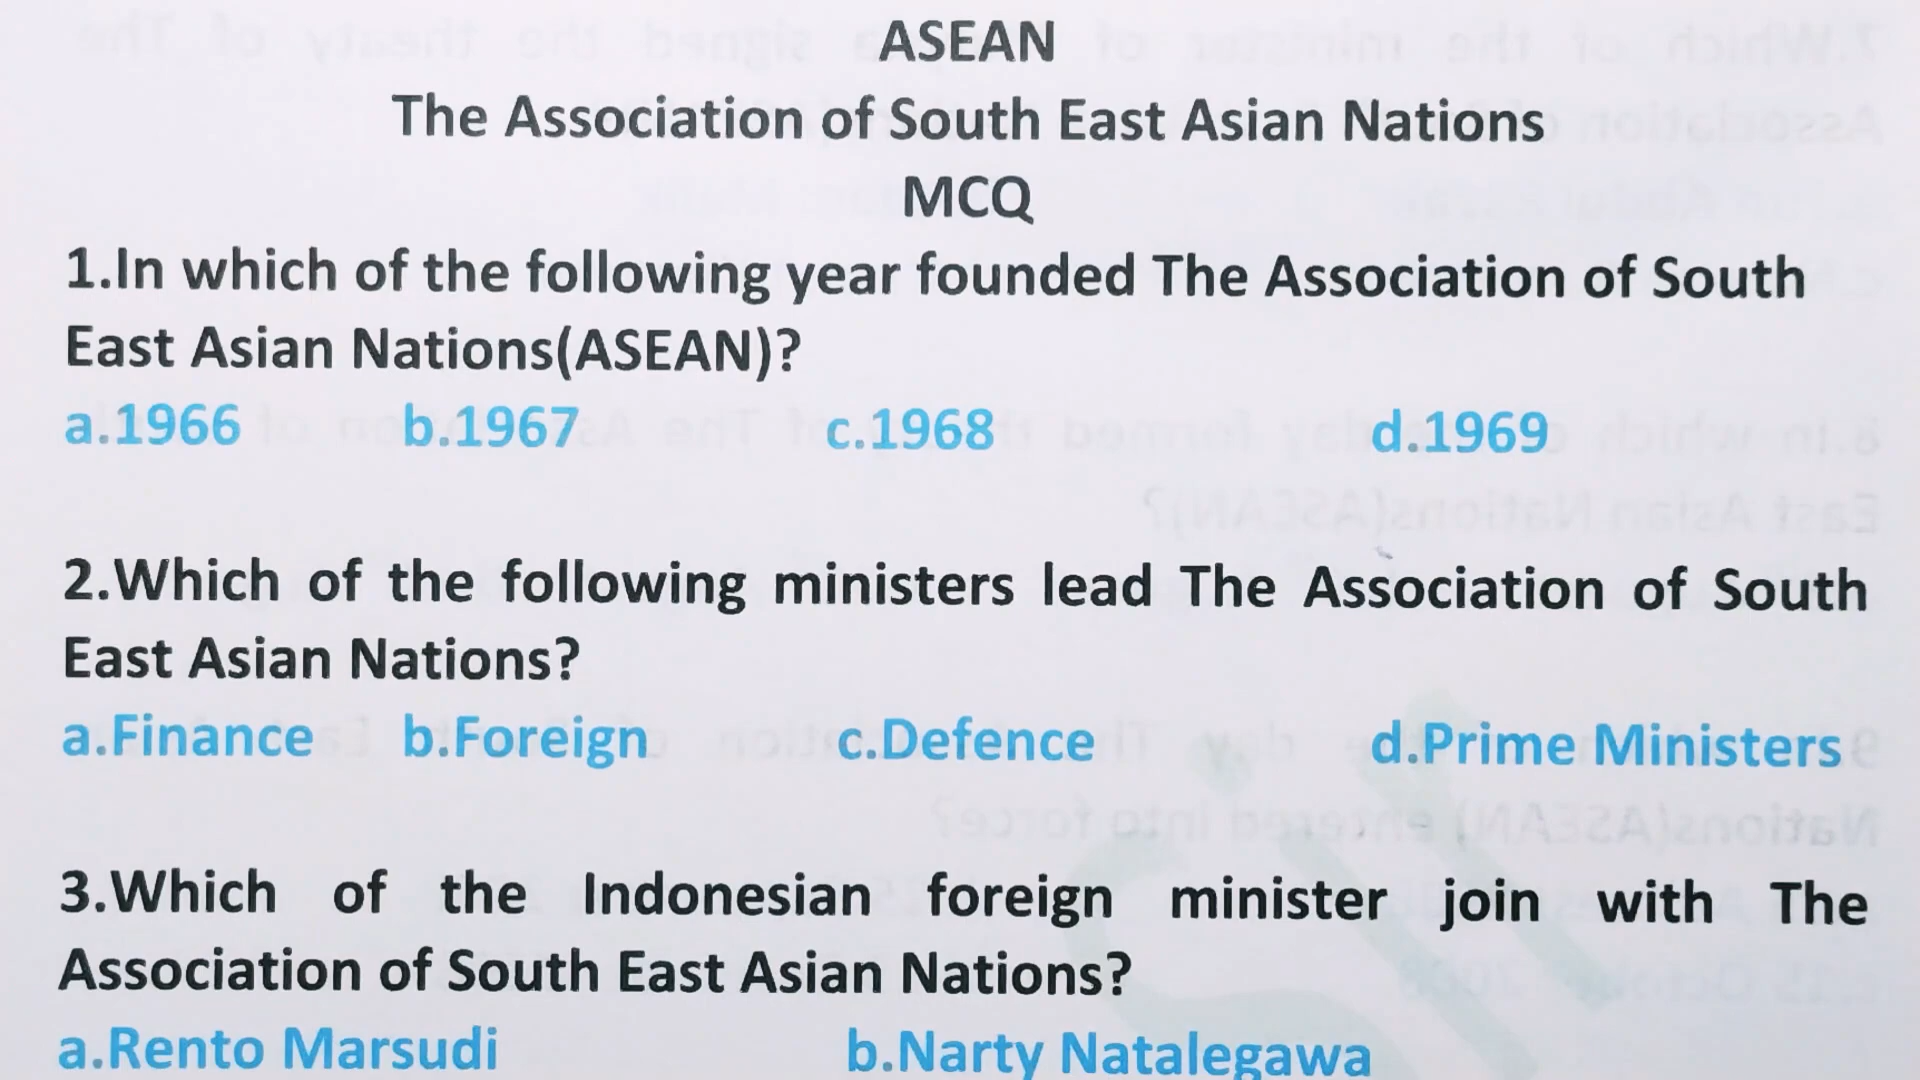 ASEAN
The Association of South East Asian Nations
MCQ
1.In which of the following year founded The Association of South
East Asian Nations(ASEAN)?
a.1966 b.1967 c.1968 d.1969
2.Which of the following ministers lead The Association of South
East Asian Nations?
a.Finance b.Foreign c.Defence d.Prime Ministers
3.Which of the Indonesian foreign minister join with The
Association of South East Asian Nations?
a.Rento Marsudi b.Narty Natalegawa